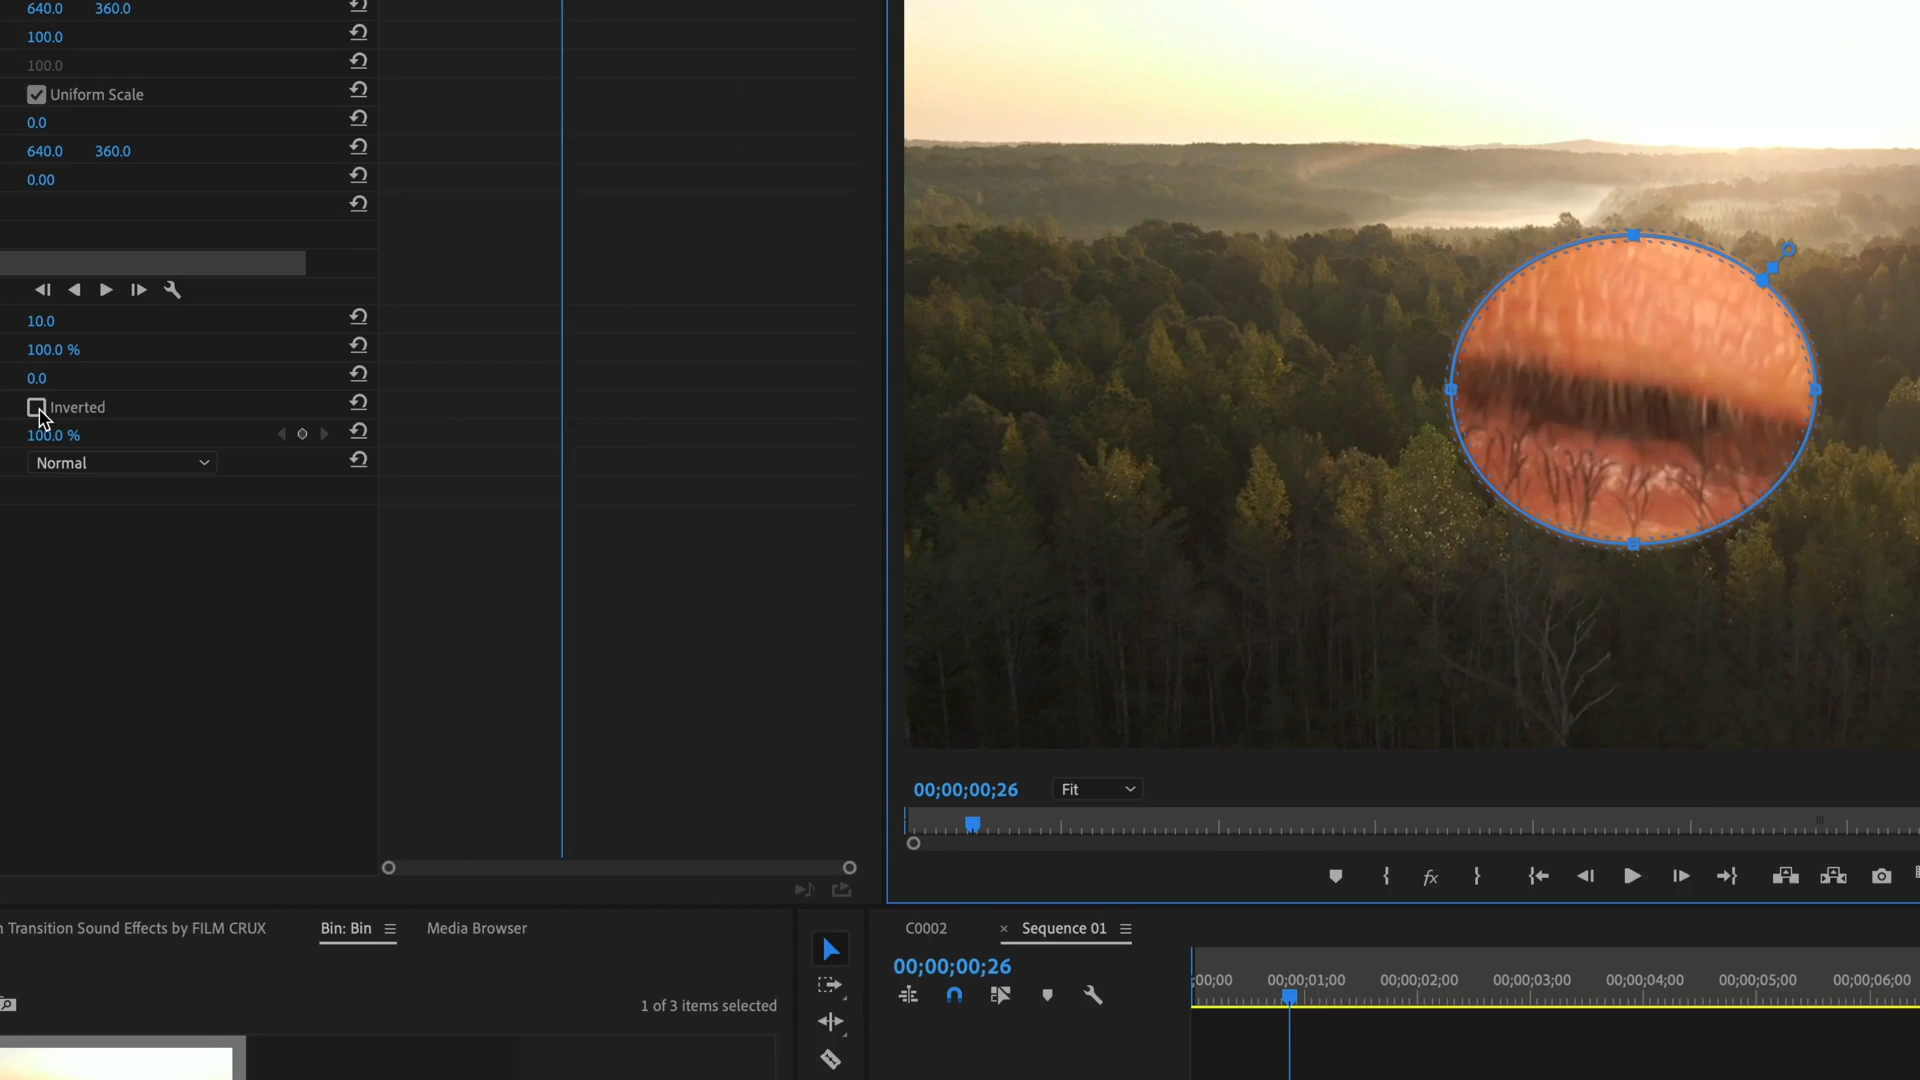 640.0 360.0
100.0
100.0
Uniform Scale
0.0
640.0 360.0
0.00
10.0
100.0 %
0.0
Inverted
100.0 %
Normal
00;00;00;26 Fit
Transition Sound Effects by FILM CRUX Bin: Bin Media Browser
1 of 3 items selected
C0002 × Sequence 01
00;00;00;26
;00;00 00;00;01;00 00;00;02;00 00;00;03;00 00;00;04;00 00;00;05;00 00;00;06;00